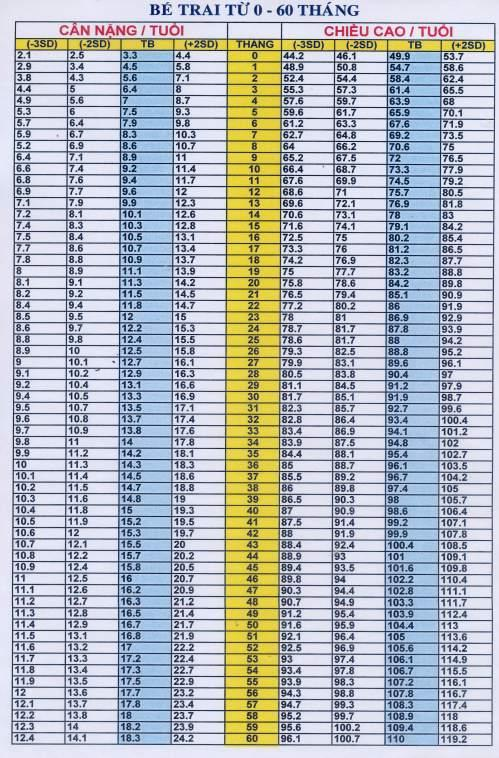 BÉ TRAI TỪ 0 - 60 THÁNG
CÂN NẶNG / TUỔI CHIỀU CAO / TUỔI
(-3SD) (-2SD) TB (+2SD) THANG (-3SD) (-2SD) TB (+2SD)
2.1 2.5 3.3 4.4 0 44.2 46.1 49.9 53.7
2.9 3.4 4.5 5.8 1 48.9 50.8 54.7 58.6
3.8 4.3 5.6 7.1 2 52.4 54.4 58.4 62.4
4.4 5 6.4 8 3 55.3 57.3 61.4 65.5
4.9 5.6 7 8.7 4 57.6 59.7 63.9 68
5.3 6 7.5 9.3 5 59.6 61.7 65.9 70.1
5.7 6.4 7.9 9.8 6 61.2 63.3 67.6 71.9
5.9 6.7 8.3 10.3 7 62.7 64.8 69.2 73.5
5.2 6.9 8.6 10.7 8 64 66.2 70.6 75
6.4 7.1 8.9 11 9 65.2 67.5 72 76.5
6.6 7.4 9.2 11.4 10 66.4 68.7 73.3 77.9
6.8 7.6 9.4 11.7 11 67.6 69.9 74.5 79.2
6.9 7.7 9.6 12 12 68.6 71 75.7 80.5
7.1 7.9 9.9 12.3 13 69.6 72.1 76.9 81.8
7.2 8.1 10.1 12.6 14 70.6 73.1 78 83
7.4 8.3 10.3 12.8 15 71.6 74.1 79.1 84.2
7.5 8.4 10.5 13.1 16 72.5 75 80.2 85.4
7.7 8.6 10.7 13.4 17 73.3 76 81.2 86.5
7.8 8.8 10.9 13.7 18 74.2 76.9 82.3 87.7
8 8.9 11.1 13.9 19 75 77.7 83.2 88.8
8.1 9.1 11.3 14.2 20 75.8 78.6 84.2 89.8
8.2 9.2 11.5 14.5 21 76.5 79.4 85.1 90.9
8.4 9.4 11.8 14.7 22 77.2 80.2 86 91.9
8.5 9.5 12 15 23 78 81 86.9 92.9
8.6 9.7 12.2 15.3 24 78.7 81.7 87.8 93.9
8.8 9.8 12.4 15.5 25 78.6 81.7 88 94.2
8.9 10 12.5 15.8 26 79.3 82.5 88.8 95.2
9 10.1 12.7 16.1 27 79.9 83.1 89.6 96.1
9.1 10.2 12.9 16.3 28 80.5 83.8 90.4 97
9.2 10.4 13.1 16.6 29 81.1 84.5 91.2 97.9
9.4 10.5 13.3 16.9 30 81.7 85.1 91.9 98.7
9.5 10.7 13.5 17.1 31 82.3 85.7 92.7 99.6
9.6 10.8 13.7 17.4 32 82.8 86.4 93.4 100.4
9.7 10.9 13.8 17.6 33 83.4 86.9 94.1 101.2
9.8 11 14 17.8 34 83.9 87.5 94.8 102
9.9 11.2 14.2 18.1 35 84.4 88.1 95.4 102.7
10 11.3 14.3 18.3 36 85 88.7 96.1 103.5
10.1 11.4 14.5 18.6 37 85.5 89.2 96.7 104.2
10.2 11.5 14.7 18.8 38 86 89.8 97.4 105
10.3 11.6 14.8 19 39 86.5 90.3 98 105.7
10.4 11.8 15 19.3 40 87 90.9 98.6 106.4
10.5 11.9 15.2 19.5 41 87.5 91.4 99.2 107.1
10.6 12 15.3 19.7 42 88 91.9 99.9 107.8
10.7 12.1 15.5 20 43 88.4 92.4 100.4 108.5
10.8 12.2 15.7 20.2 44 88.9 93 101 109.1
10.9 12.4 15.8 20.5 45 89.4 93.5 101.6 109.8
11 12.5 16 20.7 46 89.8 94 102.2 110.4
11.1 12.6 16.2 20.9 47 90.3 94.4 102.8 111.1
11.2 12.7 16.3 21.2 48 90.7 94.9 103.3 111.7
11.3 12.8 16.5 21.4 49 91.2 95.4 103.9 112.4
11.4 12.9 16.7 21.7 50 91.6 95.9 104.4 113
11.5 13.1 16.8 21.9 51 92.1 96.4 105 113.6
11.6 13.2 17 22.2 52 92.5 96.9 105.6 114.2
11.7 13.3 17.2 22.4 53 93 97.4 106.1 114.9
11.8 13.4 17.3 22.7 54 93.4 97.8 106.7 115.5
11.9 13.5 17.5 22.9 55 93.9 98.3 107.2 116.1
12 13.6 17.7 23.2 56 94.3 98.8 107.8 116.7
12.1 13.7 17.8 23.4 57 94.7 99.3 108.3 117.4
12.2 13.8 18 23.7 58 95.2 99.7 108.9 118
12.3 14 18.2 23.9 59 95.6 100.2 109.4 118.6
12.4 14.1 18.3 24.2 60 96.1 100.7 110 119.2